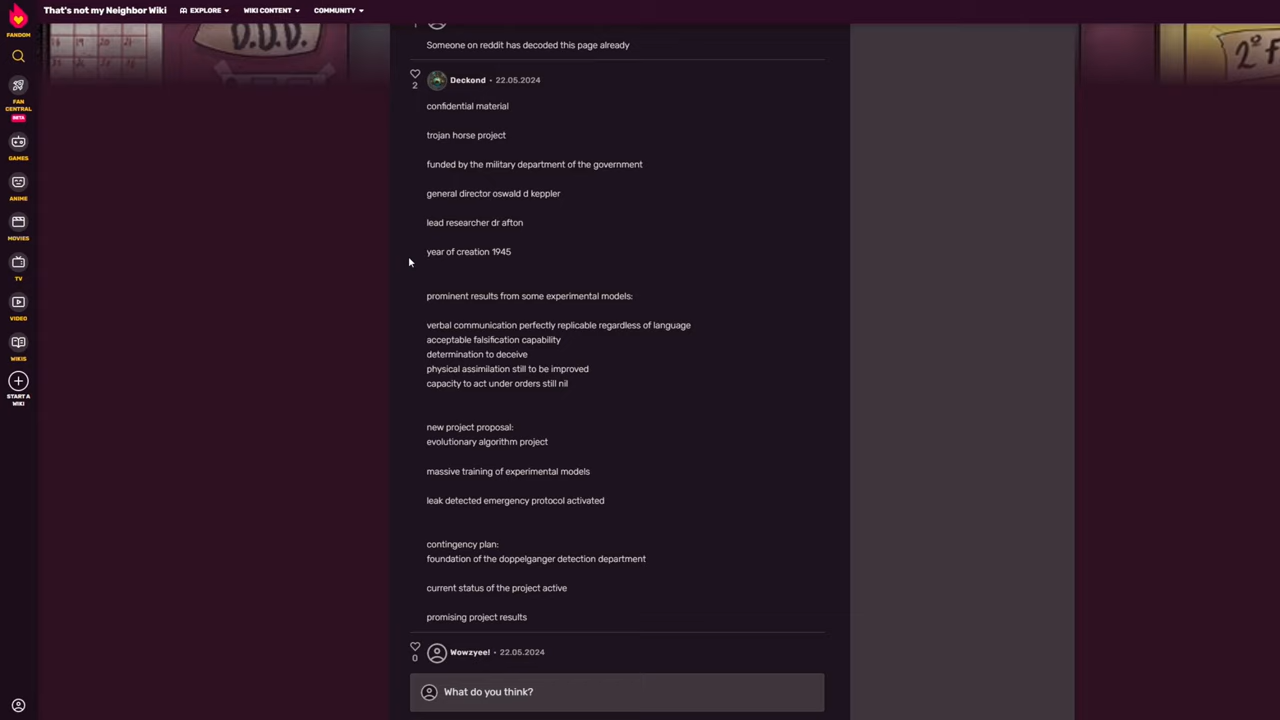 That's not my Neighbor Wiki
EXPLORE
WIKI CONTENT
COMMUNITY
FANDOM
FAN CENTRAL
BETA
GAMES
ANIME
MOVIES
TV
VIDEO
WIKIS
START A WIKI
D.D.D.
2º F
1
Someone on reddit has decoded this page already
2
Deckond • 22.05.2024
confidential material
trojan horse project
funded by the military department of the government
general director oswald d keppler
lead researcher dr afton
year of creation 1945
prominent results from some experimental models:
verbal communication perfectly replicable regardless of language
acceptable falsification capability
determination to deceive
physical assimilation still to be improved
capacity to act under orders still nil
new project proposal:
evolutionary algorithm project
massive training of experimental models
leak detected emergency protocol activated
contingency plan:
foundation of the doppelganger detection department
current status of the project active
promising project results
0
Wowzyee! • 22.05.2024
What do you think?